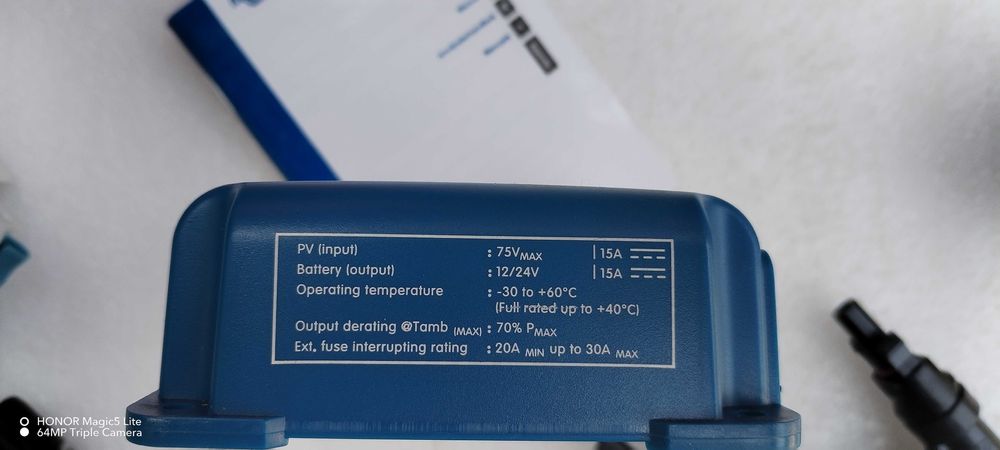 PV (input) : 75VMAX | 15A
Battery (output) : 12/24V | 15A
Operating temperature : -30 to +60°C
(Full rated up to +40°C)
Output derating @Tamb (MAX) : 70% PMAX
Ext. fuse interrupting rating : 20A MIN up to 30A MAX
HONOR Magic5 Lite
64MP Triple Camera